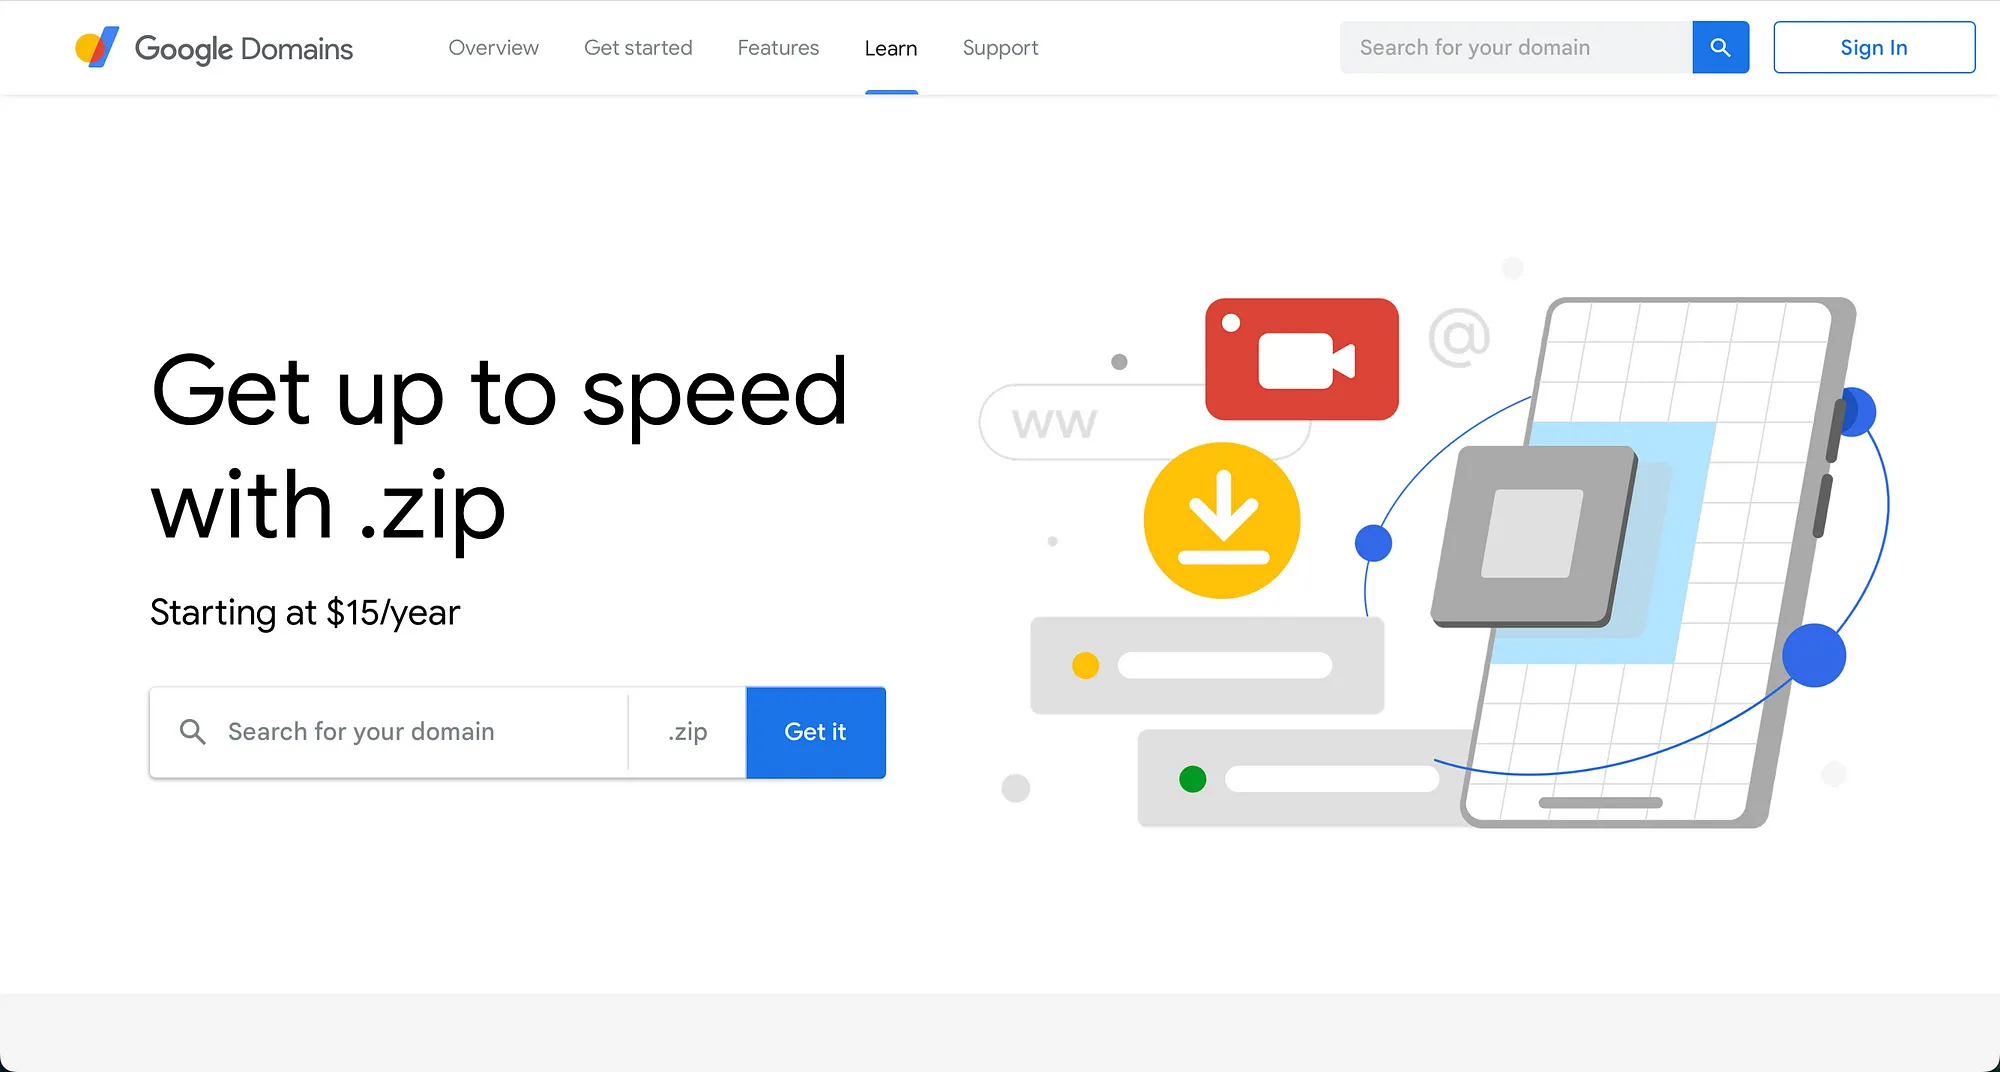 Google Domains
Overview
Get started
Features
Learn
Support
Search for your domain
Sign In
Get up to speed
with .zip
Starting at $15/year
Search for your domain
.zip
Get it
ww
@